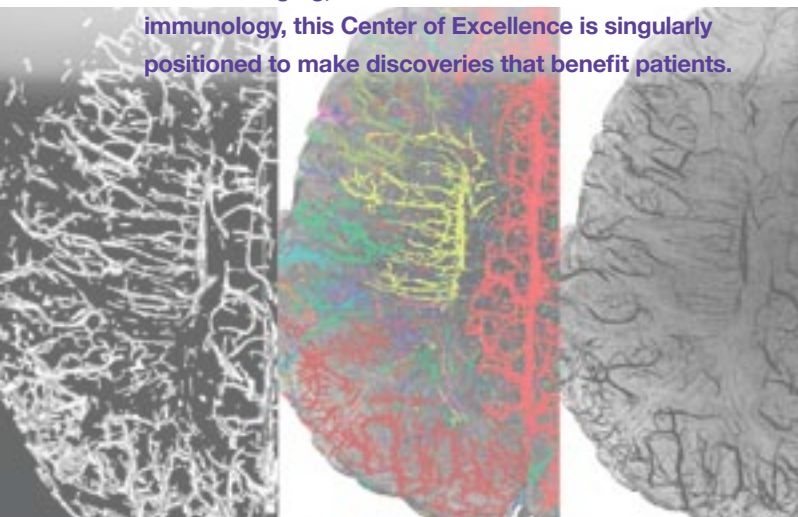 immunology, this Center of Excellence is singularly
positioned to make discoveries that benefit patients.